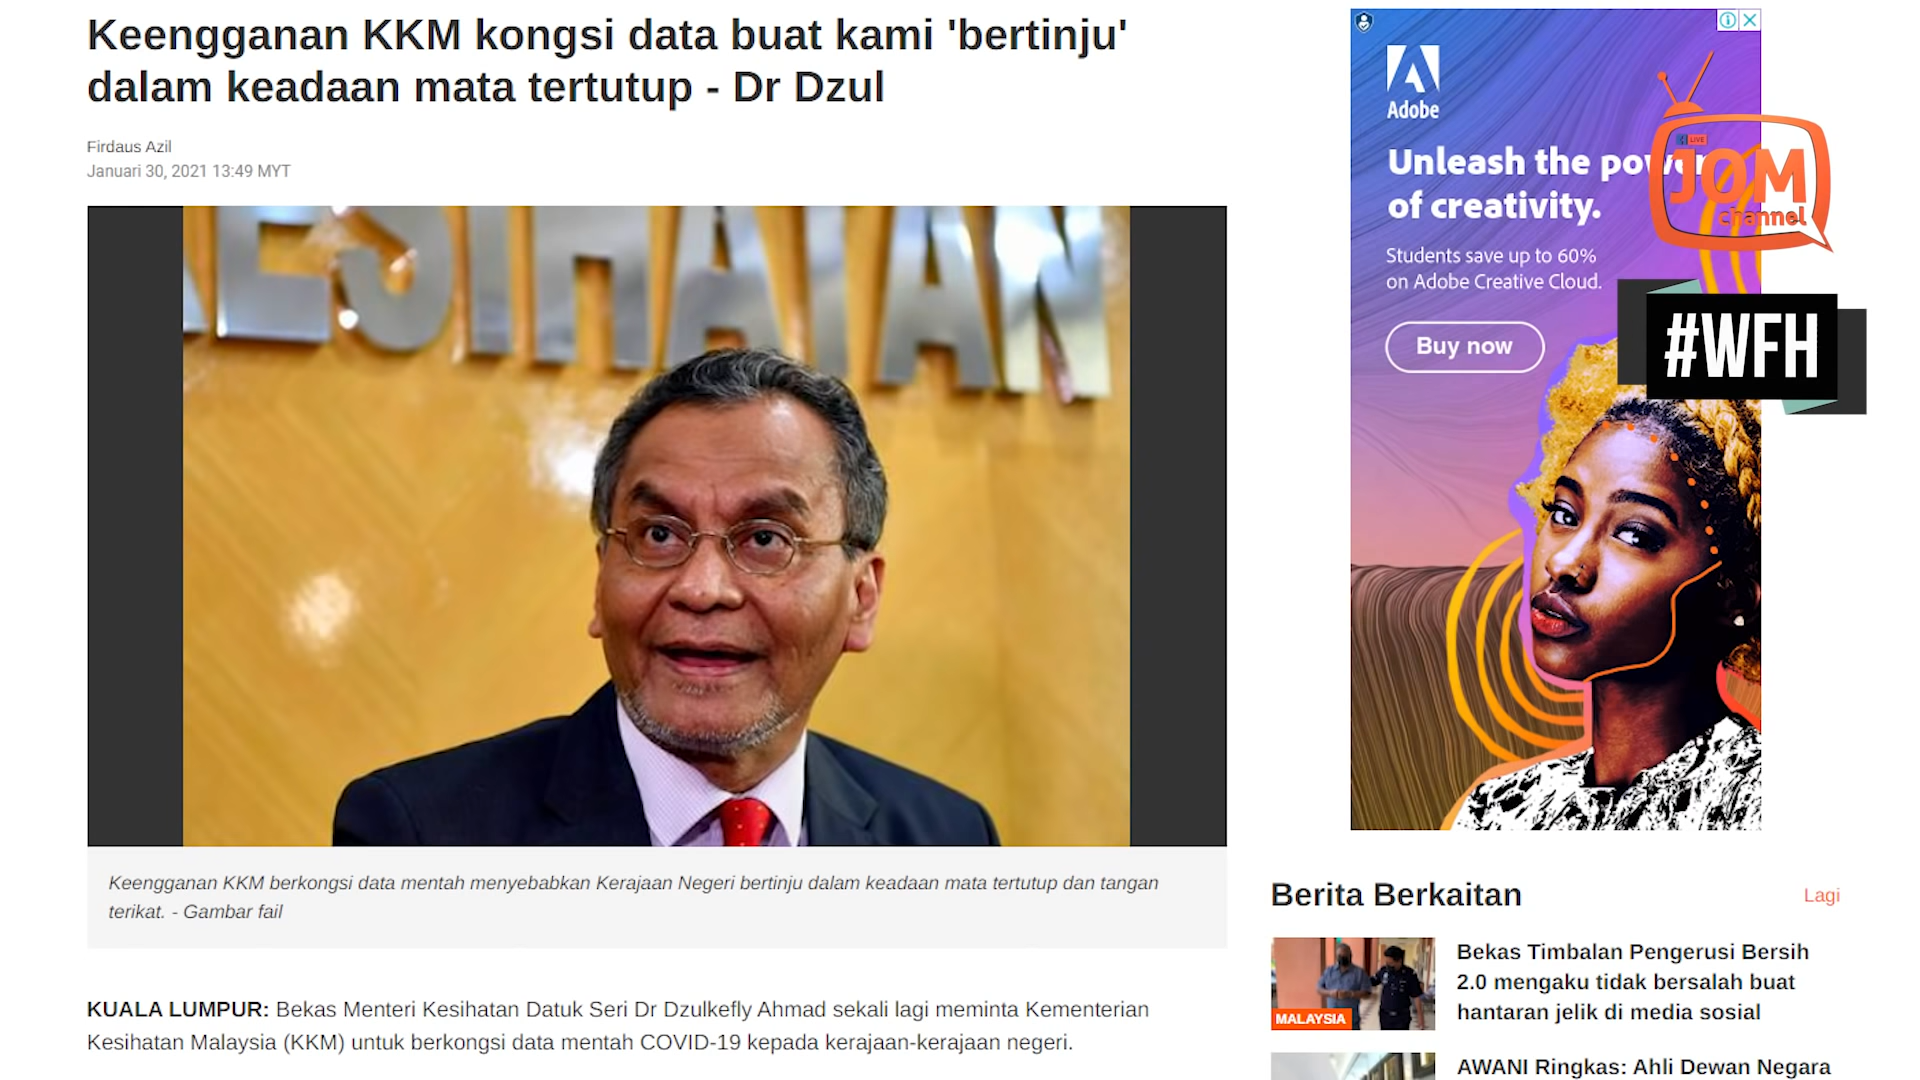 Keengganan KKM kongsi data buat kami 'bertinju'
dalam keadaan mata tertutup - Dr Dzul
Firdaus Azil
Januari 30, 2021 13:49 MYT
KESIHATAN
Keengganan KKM berkongsi data mentah menyebabkan Kerajaan Negeri bertinju dalam keadaan mata tertutup dan tangan
terikat. - Gambar fail
KUALA LUMPUR: Bekas Menteri Kesihatan Datuk Seri Dr Dzulkefly Ahmad sekali lagi meminta Kementerian
Kesihatan Malaysia (KKM) untuk berkongsi data mentah COVID-19 kepada kerajaan-kerajaan negeri.
Adobe
Unleash the power
of creativity.
Students save up to 60%
on Adobe Creative Cloud.
Buy now
LIVE
JOM
channel
#WFH
Berita Berkaitan
Lagi
MALAYSIA
Bekas Timbalan Pengerusi Bersih
2.0 mengaku tidak bersalah buat
hantaran jelik di media sosial
AWANI Ringkas: Ahli Dewan Negara